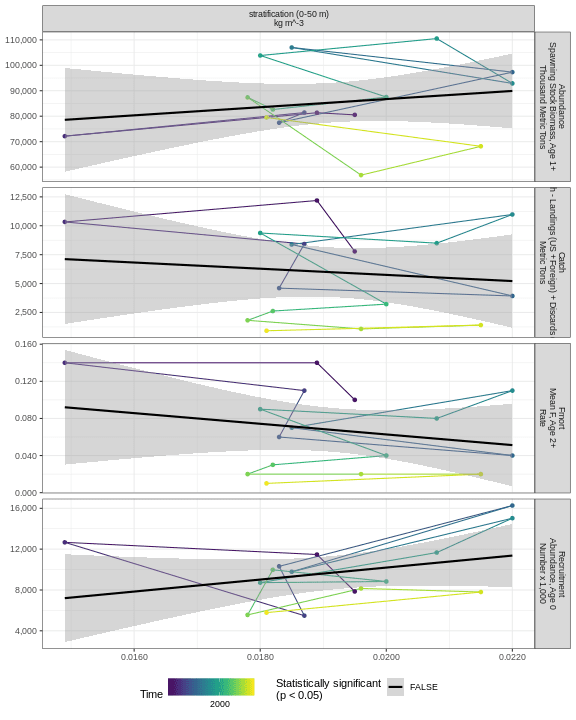 stratification (0-50 m)
kg m^-3
110,000
100,000
90,000
80,000
70,000
60,000
Abundance
Spawning Stock Biomass, Age 1+
Thousand Metric Tons
12,500
10,000
7,500
5,000
2,500
Catch
h - Landings (US + Foreign) + Discards
Metric Tons
0.160
0.120
0.080
0.040
0.000
Fmort
Mean F, Age 2+
Rate
16,000
12,000
8,000
4,000
Recruitment
Abundance, Age 0
Number x 1,000
0.0160
0.0180
0.0200
0.0220
Time
2000
Statistically significant
(p < 0.05)
FALSE